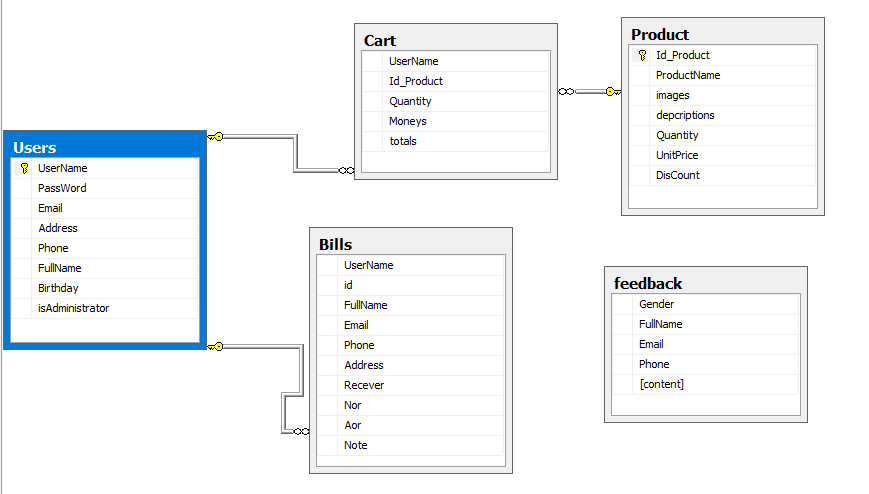 Users
UserName
PassWord
Email
Address
Phone
FullName
Birthday
isAdministrator
Cart
UserName
Id_Product
Quantity
Moneys
totals
Product
Id_Product
ProductName
images
depcriptions
Quantity
UnitPrice
DisCount
Bills
UserName
id
FullName
Email
Phone
Address
Recever
Nor
Aor
Note
feedback
Gender
FullName
Email
Phone
[content]